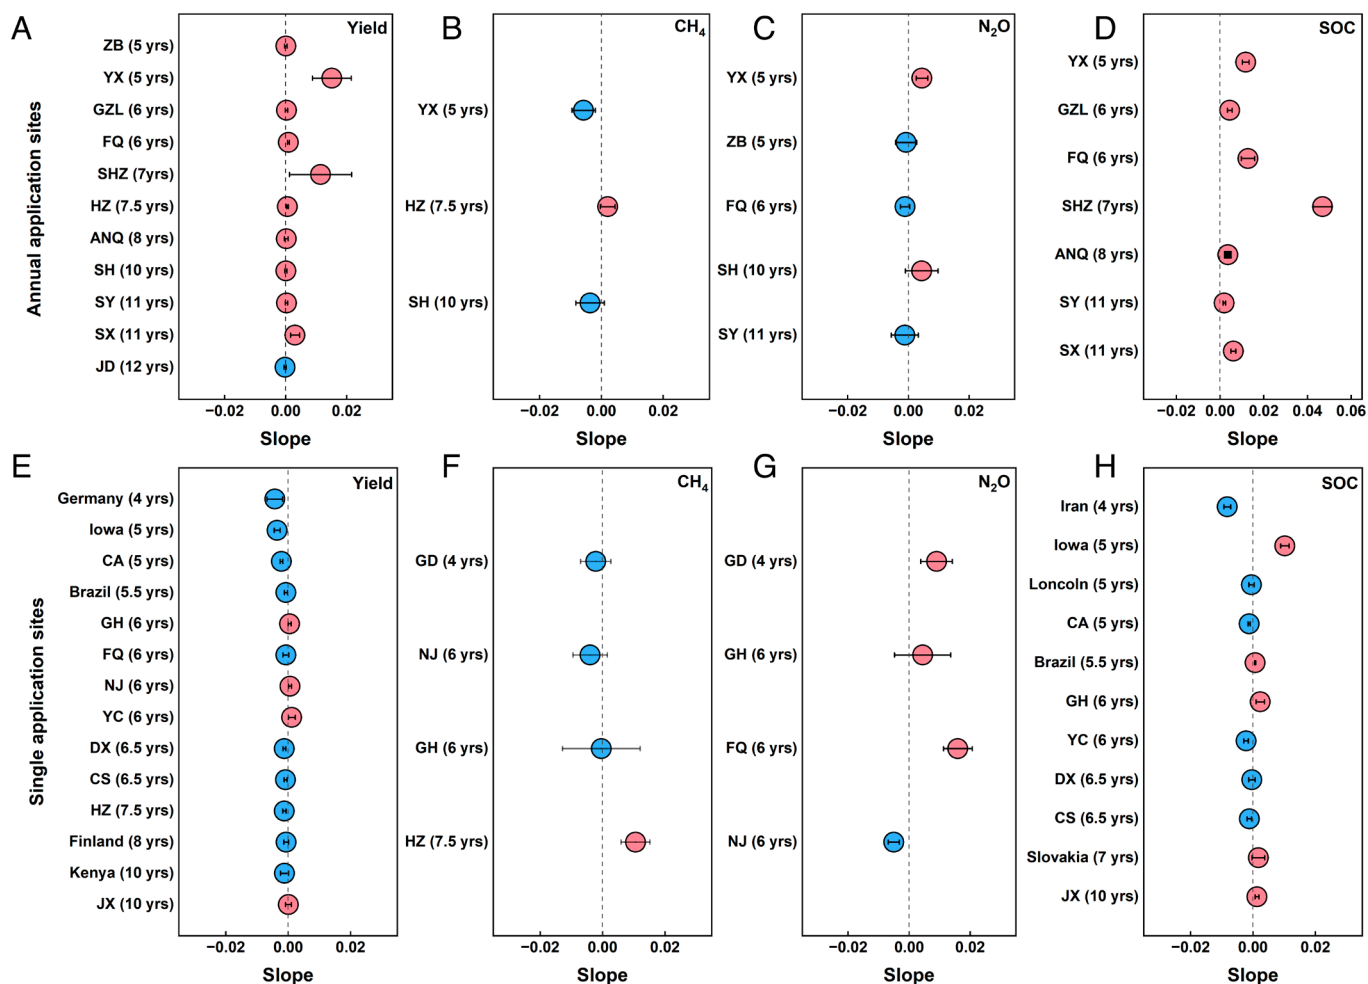 A
Yield
Annual application sites
ZB (5 yrs)
YX (5 yrs)
GZL (6 yrs)
FQ (6 yrs)
SHZ (7yrs)
HZ (7.5 yrs)
ANQ (8 yrs)
SH (10 yrs)
SY (11 yrs)
SX (11 yrs)
JD (12 yrs)
−0.02 0.00 0.02
Slope
B
CH4
YX (5 yrs)
HZ (7.5 yrs)
SH (10 yrs)
−0.02 0.00 0.02
Slope
C
N2O
YX (5 yrs)
ZB (5 yrs)
FQ (6 yrs)
SH (10 yrs)
SY (11 yrs)
−0.02 0.00 0.02
Slope
D
SOC
YX (5 yrs)
GZL (6 yrs)
FQ (6 yrs)
SHZ (7yrs)
ANQ (8 yrs)
SY (11 yrs)
SX (11 yrs)
−0.02 0.00 0.02 0.04 0.06
Slope
E
Yield
Single application sites
Germany (4 yrs)
Iowa (5 yrs)
CA (5 yrs)
Brazil (5.5 yrs)
GH (6 yrs)
FQ (6 yrs)
NJ (6 yrs)
YC (6 yrs)
DX (6.5 yrs)
CS (6.5 yrs)
HZ (7.5 yrs)
Finland (8 yrs)
Kenya (10 yrs)
JX (10 yrs)
−0.02 0.00 0.02
Slope
F
CH4
GD (4 yrs)
NJ (6 yrs)
GH (6 yrs)
HZ (7.5 yrs)
−0.02 0.00 0.02
Slope
G
N2O
GD (4 yrs)
GH (6 yrs)
FQ (6 yrs)
NJ (6 yrs)
−0.02 0.00 0.02
Slope
H
SOC
Iran (4 yrs)
Iowa (5 yrs)
Loncoln (5 yrs)
CA (5 yrs)
Brazil (5.5 yrs)
GH (6 yrs)
YC (6 yrs)
DX (6.5 yrs)
CS (6.5 yrs)
Slovakia (7 yrs)
JX (10 yrs)
−0.02 0.00 0.02
Slope